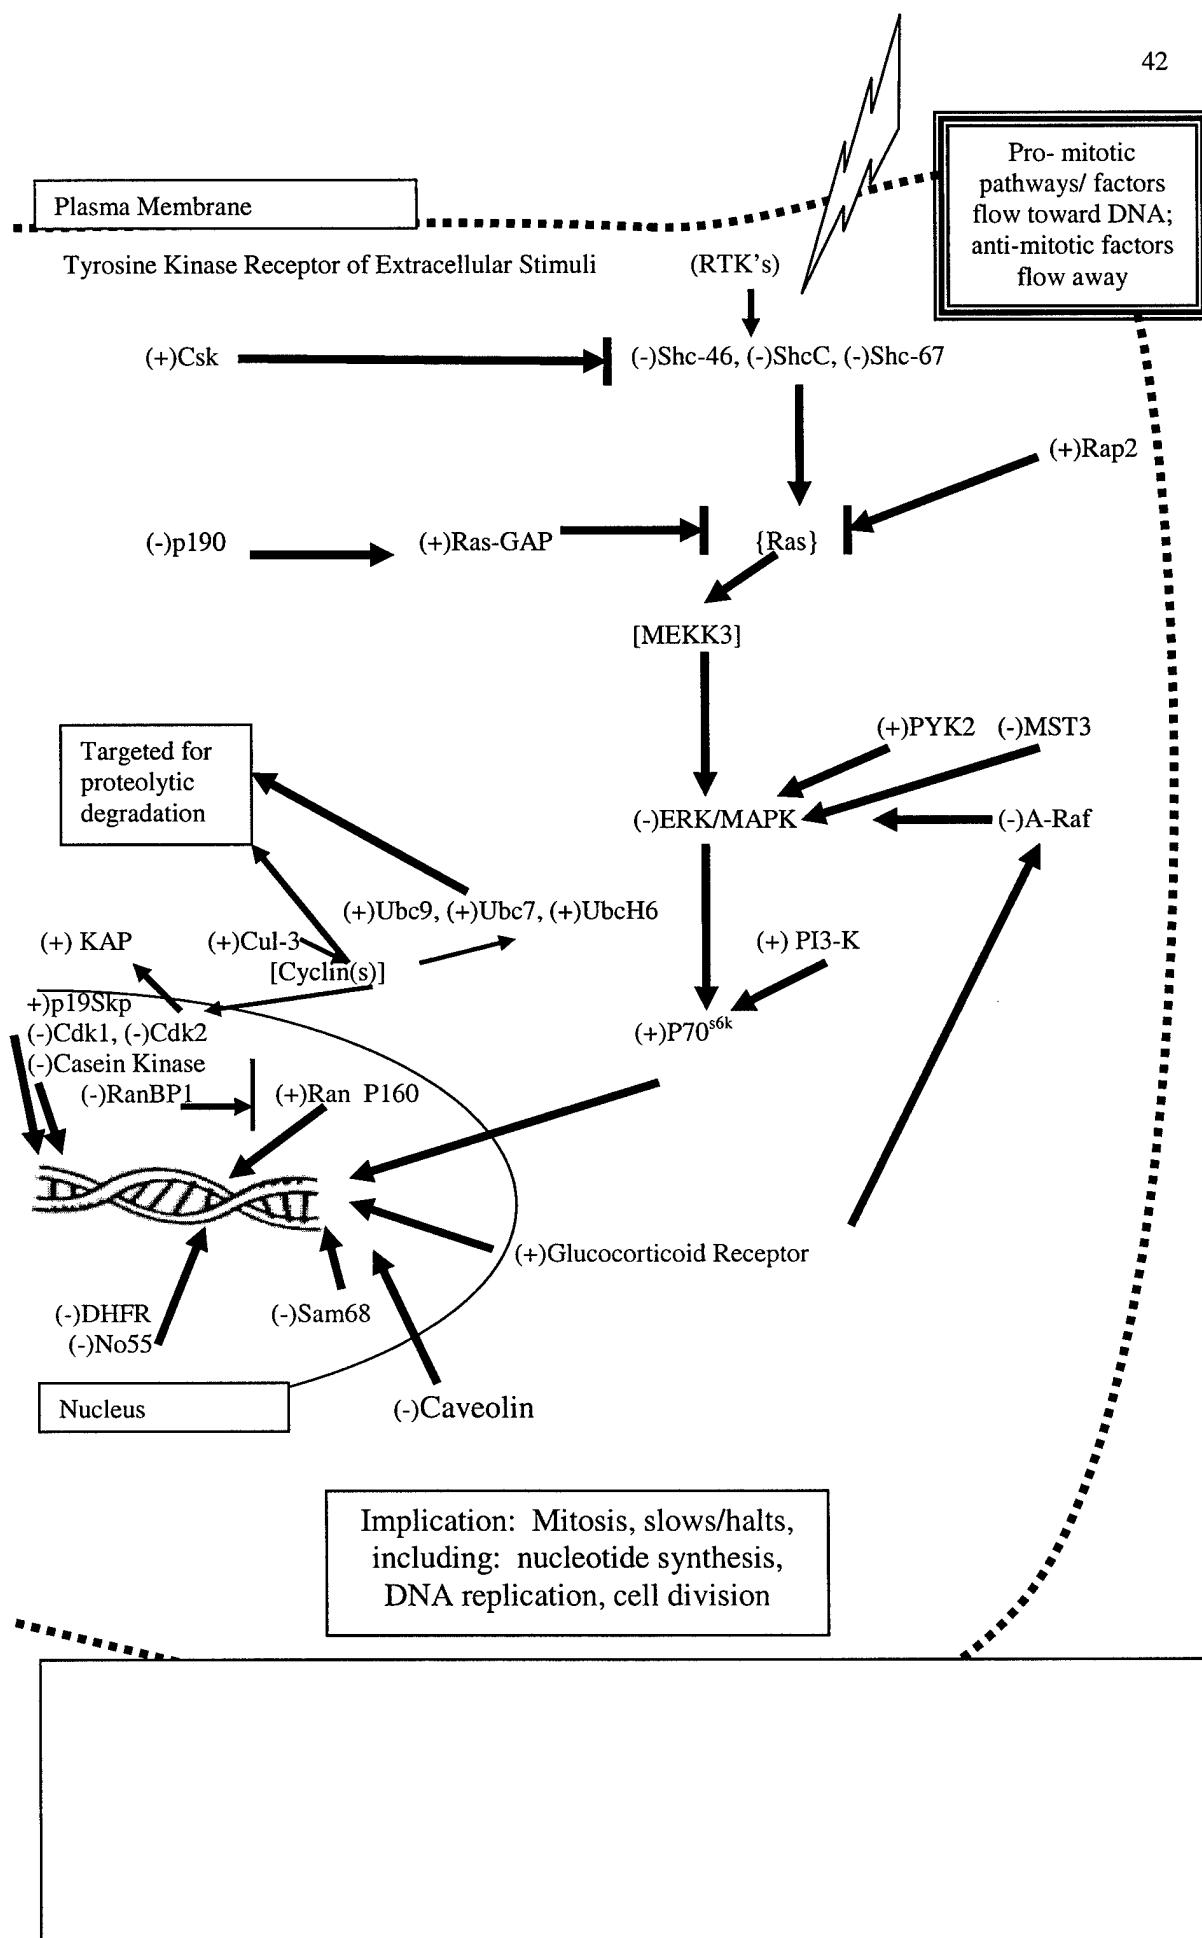 42
Pro- mitotic
pathways/ factors
flow toward DNA;
anti-mitotic factors
flow away
Plasma Membrane
Tyrosine Kinase Receptor of Extracellular Stimuli (RTK's)
(+)Csk (-)Shc-46, (-)ShcC, (-)Shc-67
(+)Rap2
(-)p190 (+)Ras-GAP {Ras}
[MEKK3]
(+)PYK2 (-)MST3
Targeted for
proteolytic
degradation
(-)ERK/MAPK (-)A-Raf
(+)Ubc9, (+)Ubc7, (+)UbcH6
(+) KAP (+)Cul-3 (+) PI3-K
[Cyclin(s)]
+)p19Skp
(-)Cdk1, (-)Cdk2 (+)P70s6k
(-)Casein Kinase
(-)RanBP1 (+)Ran P160
(+)Glucocorticoid Receptor
(-)DHFR (-)Sam68
(-)No55
Nucleus (-)Caveolin
Implication: Mitosis, slows/halts,
including: nucleotide synthesis,
DNA replication, cell division